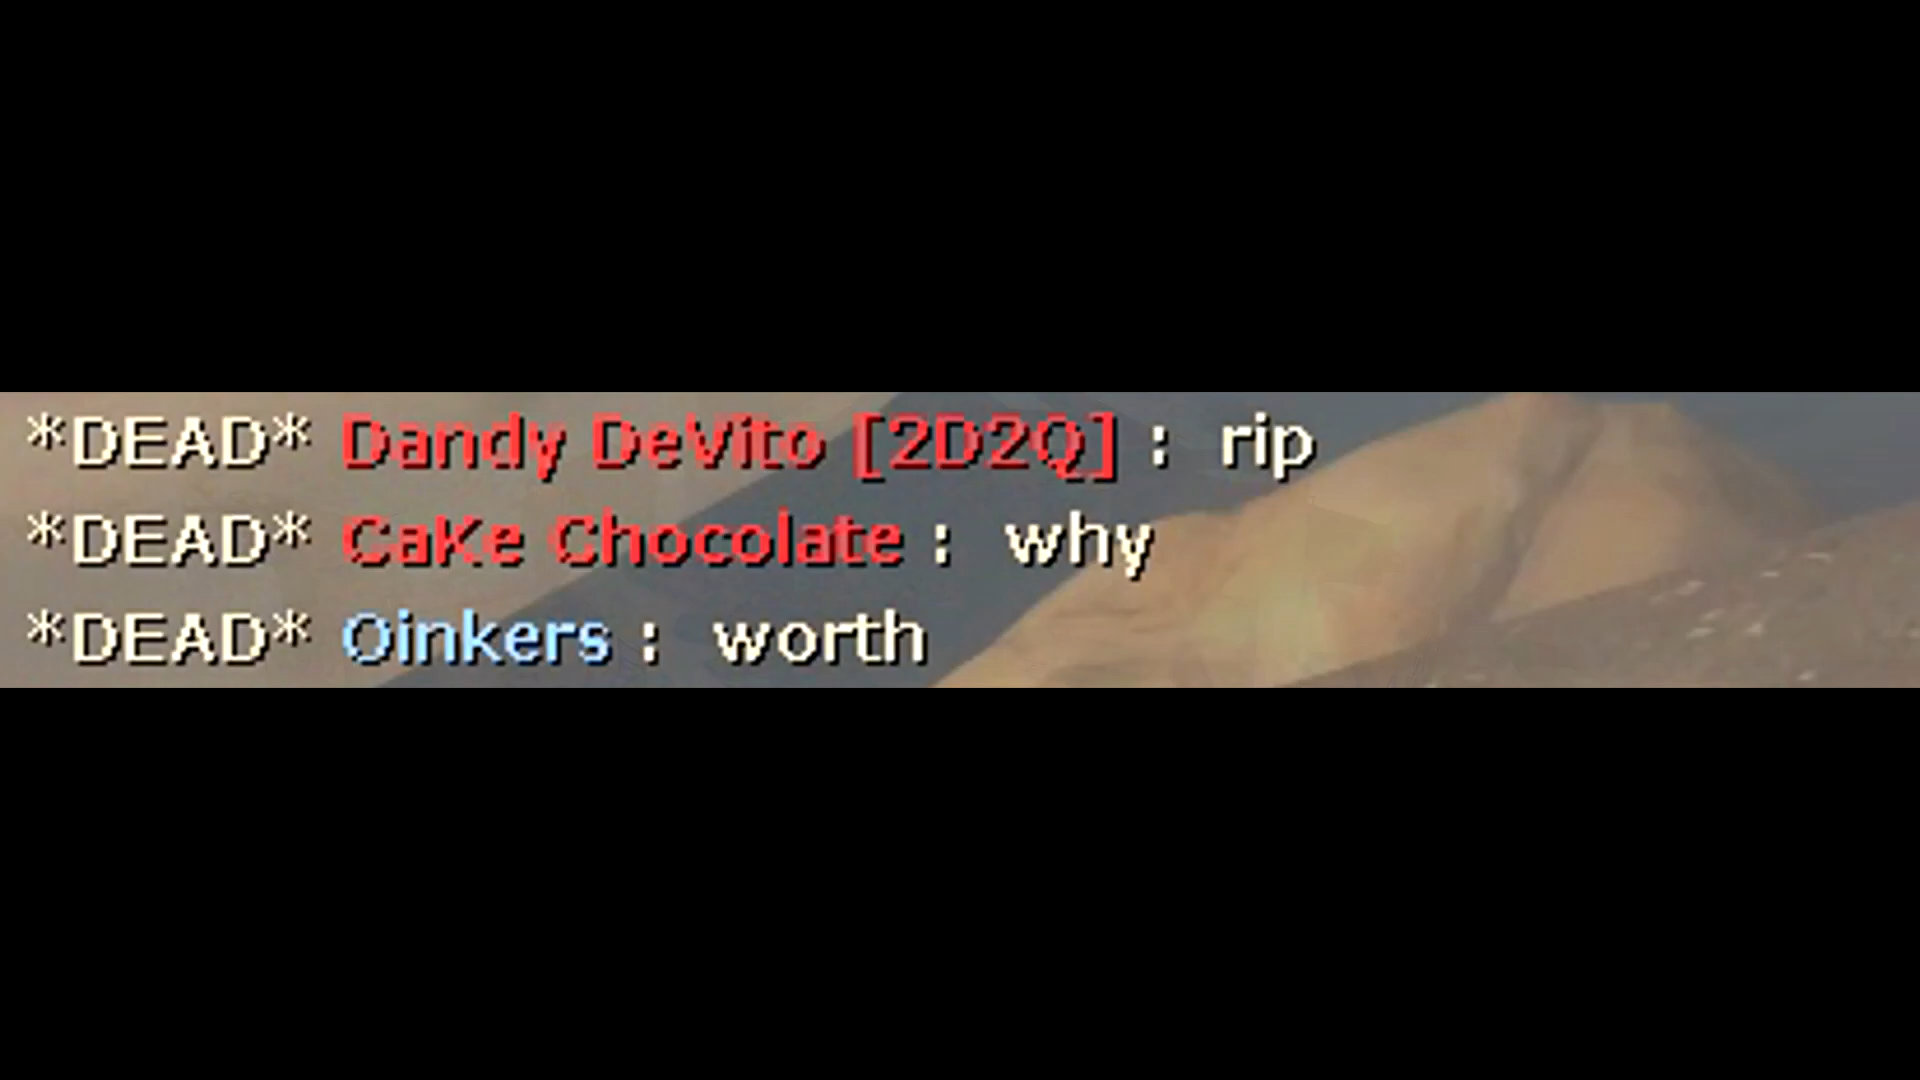 *DEAD* Dandy DeVito [2D2Q] :  rip
*DEAD* CaKe Chocolate :  why
*DEAD* Oinkers :  worth